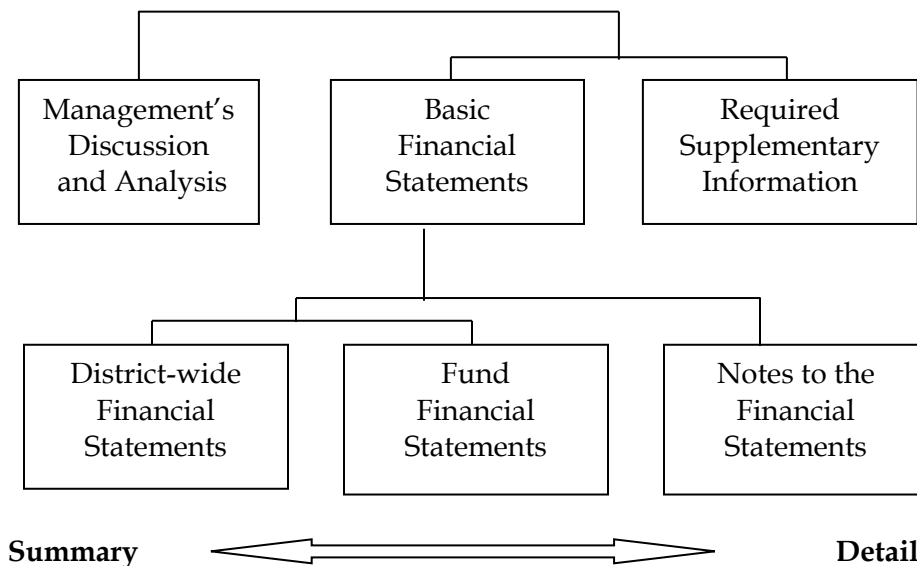 Management’s
Discussion
and Analysis
Basic
Financial
Statements
Required
Supplementary
Information
District-wide
Financial
Statements
Fund
Financial
Statements
Notes to the
Financial
Statements
Summary
Detail